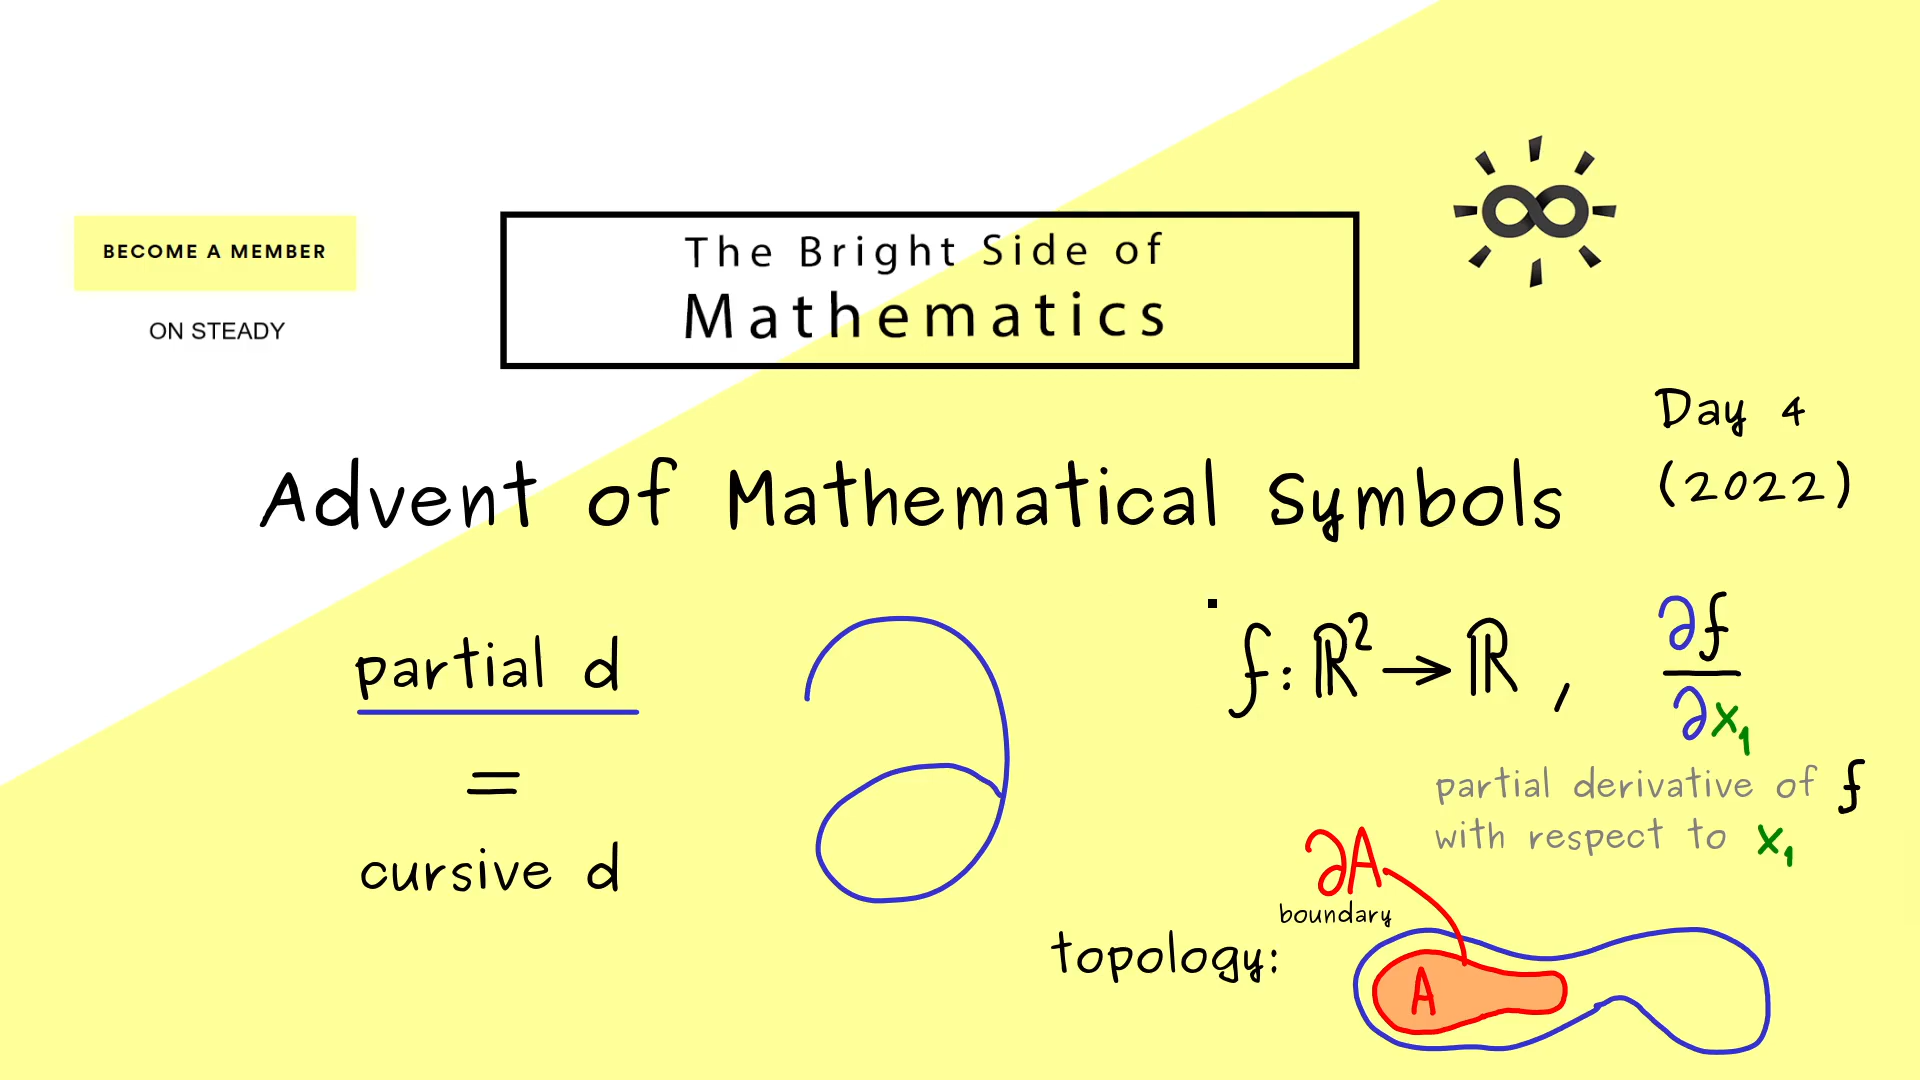 BECOME A MEMBER
ON STEADY
The Bright Side of
Mathematics
Day 4
(2022)
Advent of Mathematical Symbols
partial d
=
cursive d
∂
f: ℝ² → ℝ , ∂f/∂x₁
partial derivative of f
with respect to x₁
∂A
boundary
topology:
A